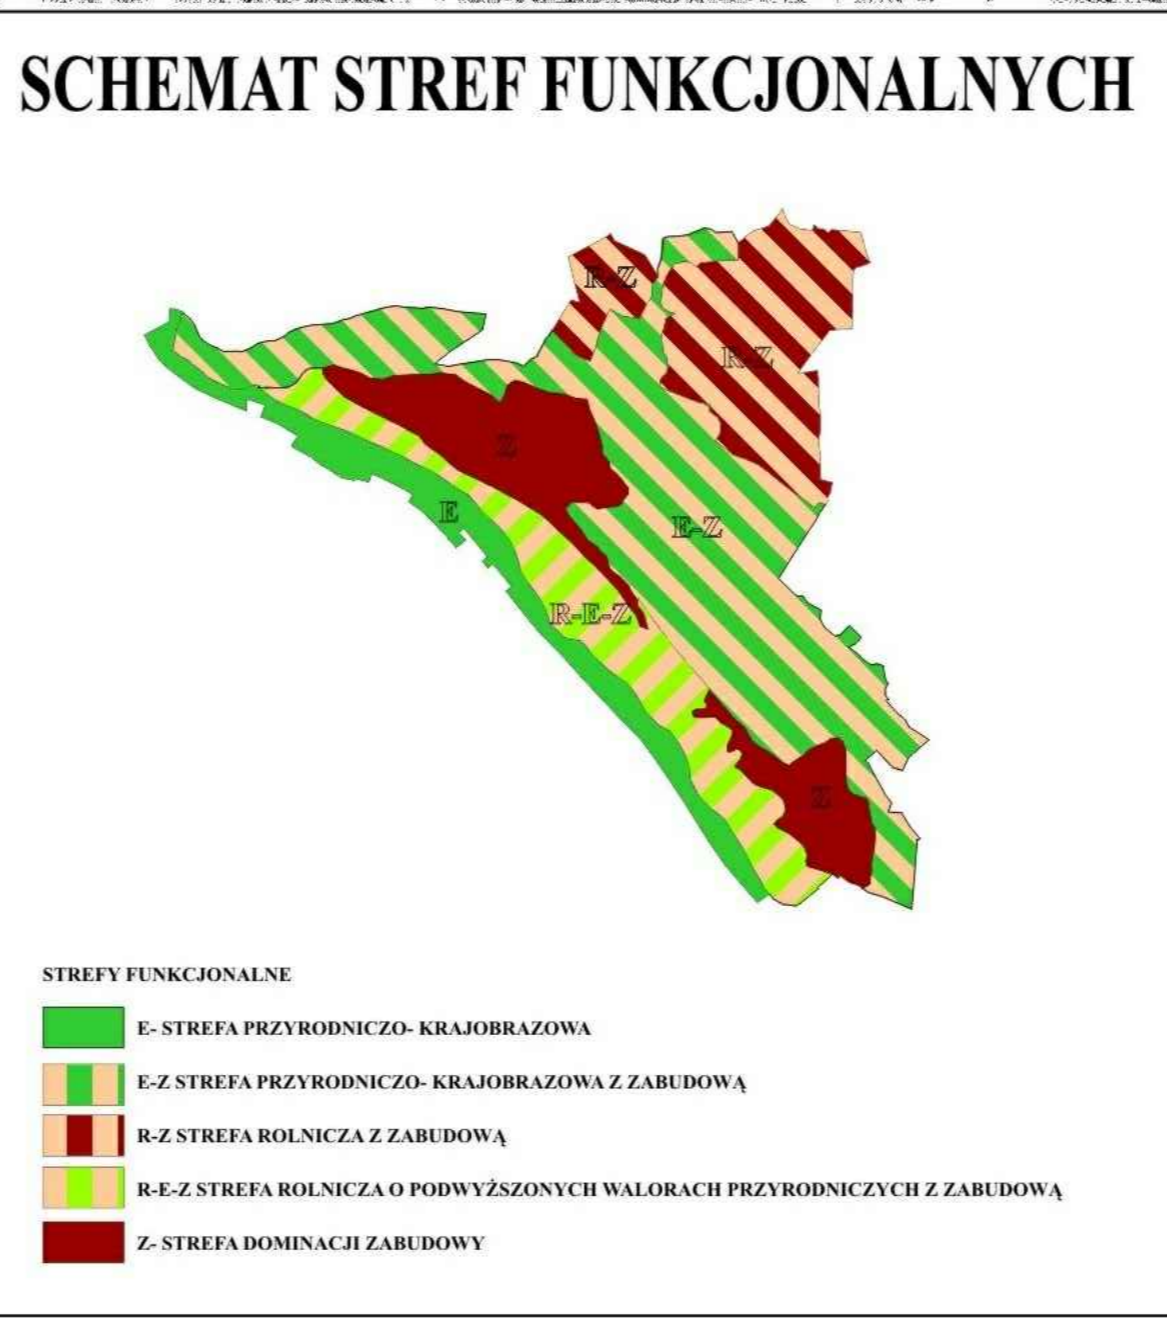 SCHEMAT STREF FUNKCJONALNYCH
R-Z
R-Z
Z
E
E-Z
R-E-Z
Z
STREFY FUNKCJONALNE
E- STREFA PRZYRODNICZO- KRAJOBRAZOWA
E-Z STREFA PRZYRODNICZO- KRAJOBRAZOWA Z ZABUDOWĄ
R-Z STREFA ROLNICZA Z ZABUDOWĄ
R-E-Z STREFA ROLNICZA O PODWYŻSZONYCH WALORACH PRZYRODNICZYCH Z ZABUDOWĄ
Z- STREFA DOMINACJI ZABUDOWY